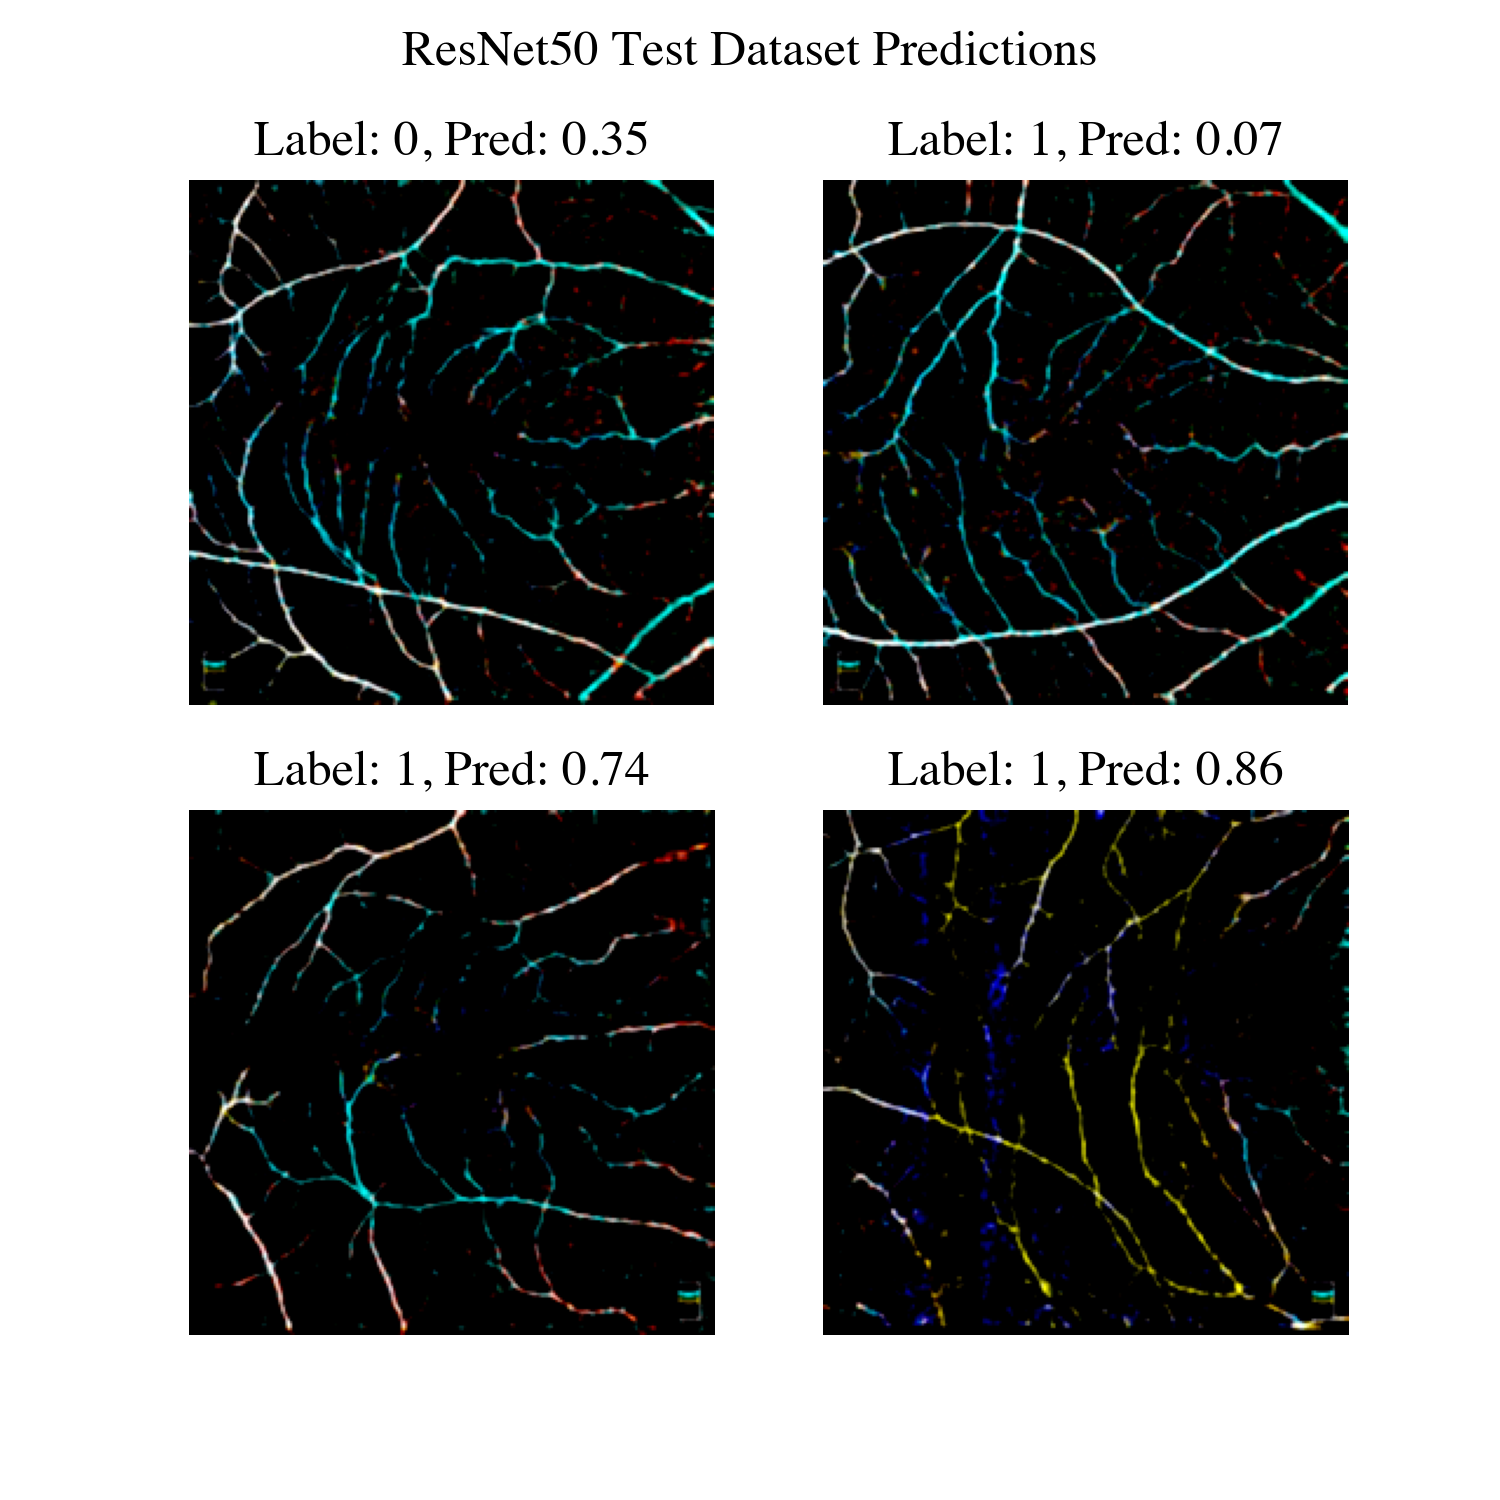 ResNet50 Test Dataset Predictions
Label: 0, Pred: 0.35
Label: 1, Pred: 0.07
Label: 1, Pred: 0.74
Label: 1, Pred: 0.86